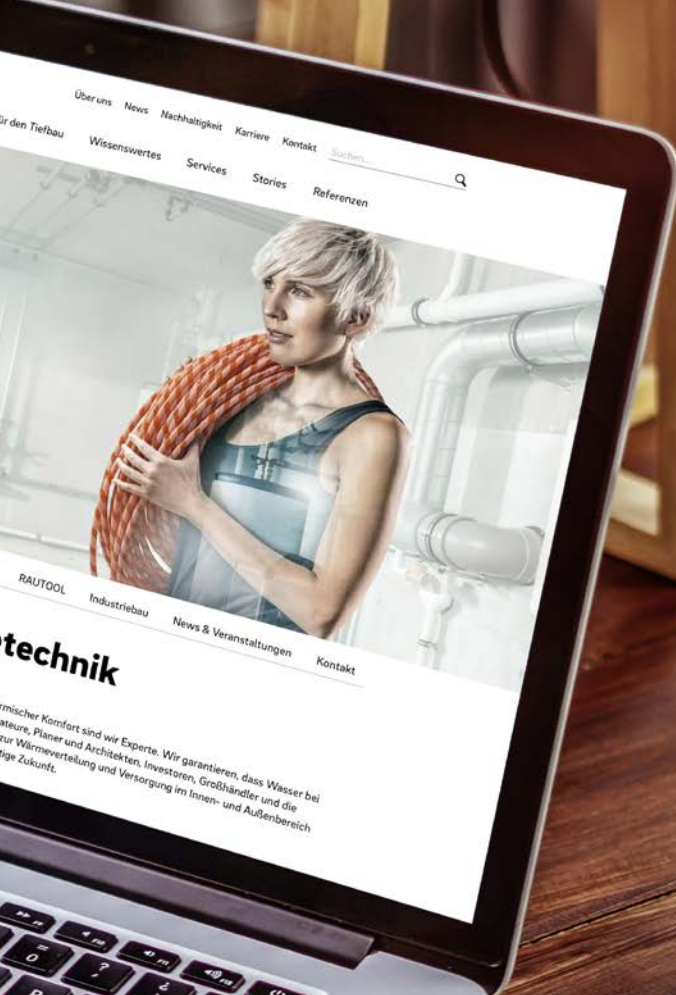 Über uns News Nachhaltigkeit Karriere Kontakt Suchen...
für den Tiefbau Wissenswertes Services Stories Referenzen
RAUTOOL Industriebau News & Veranstaltungen Kontakt
technik
rmischer Komfort sind wir Experte. Wir garantieren, dass Wasser bei
ateure, Planer und Architekten, Investoren, Großhändler und die
zur Wärmeverteilung und Versorgung im Innen- und Außenbereich
tige Zukunft.